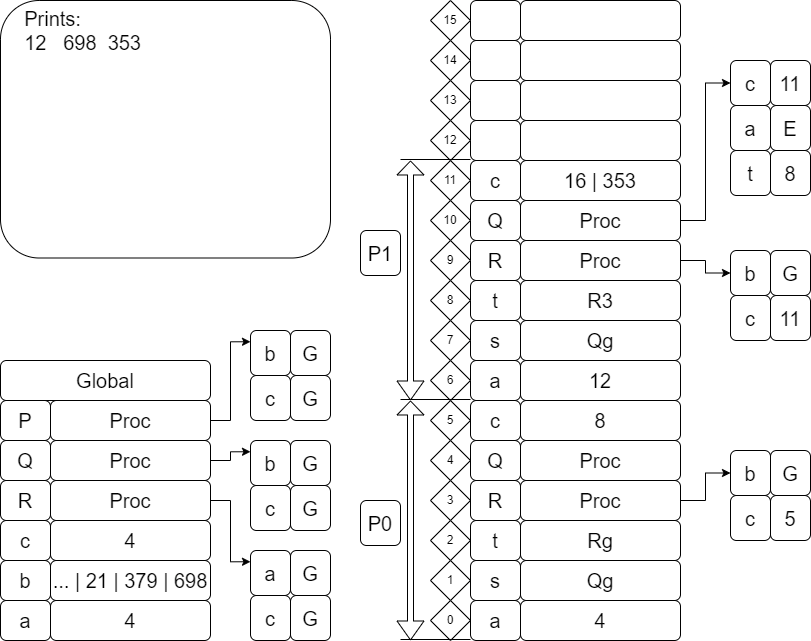 Prints:
12 698 353
Global
P Proc
Q Proc
R Proc
c 4
b ... | 21 | 379 | 698
a 4
b G
c G
b G
c G
a G
c G
P1
P0
15
14
13
12
11 c 16 | 353
10 Q Proc
9 R Proc
8 t R3
7 s Qg
6 a 12
5 c 8
4 Q Proc
3 R Proc
2 t Rg
1 s Qg
0 a 4
c 11
a E
t 8
b G
c 11
b G
c 5